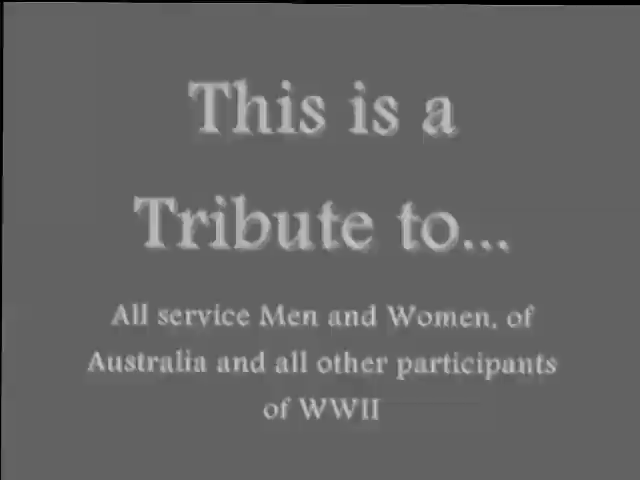 This is a
Tribute to...
All service Men and Women, of
Australia and all other participants
of WWII